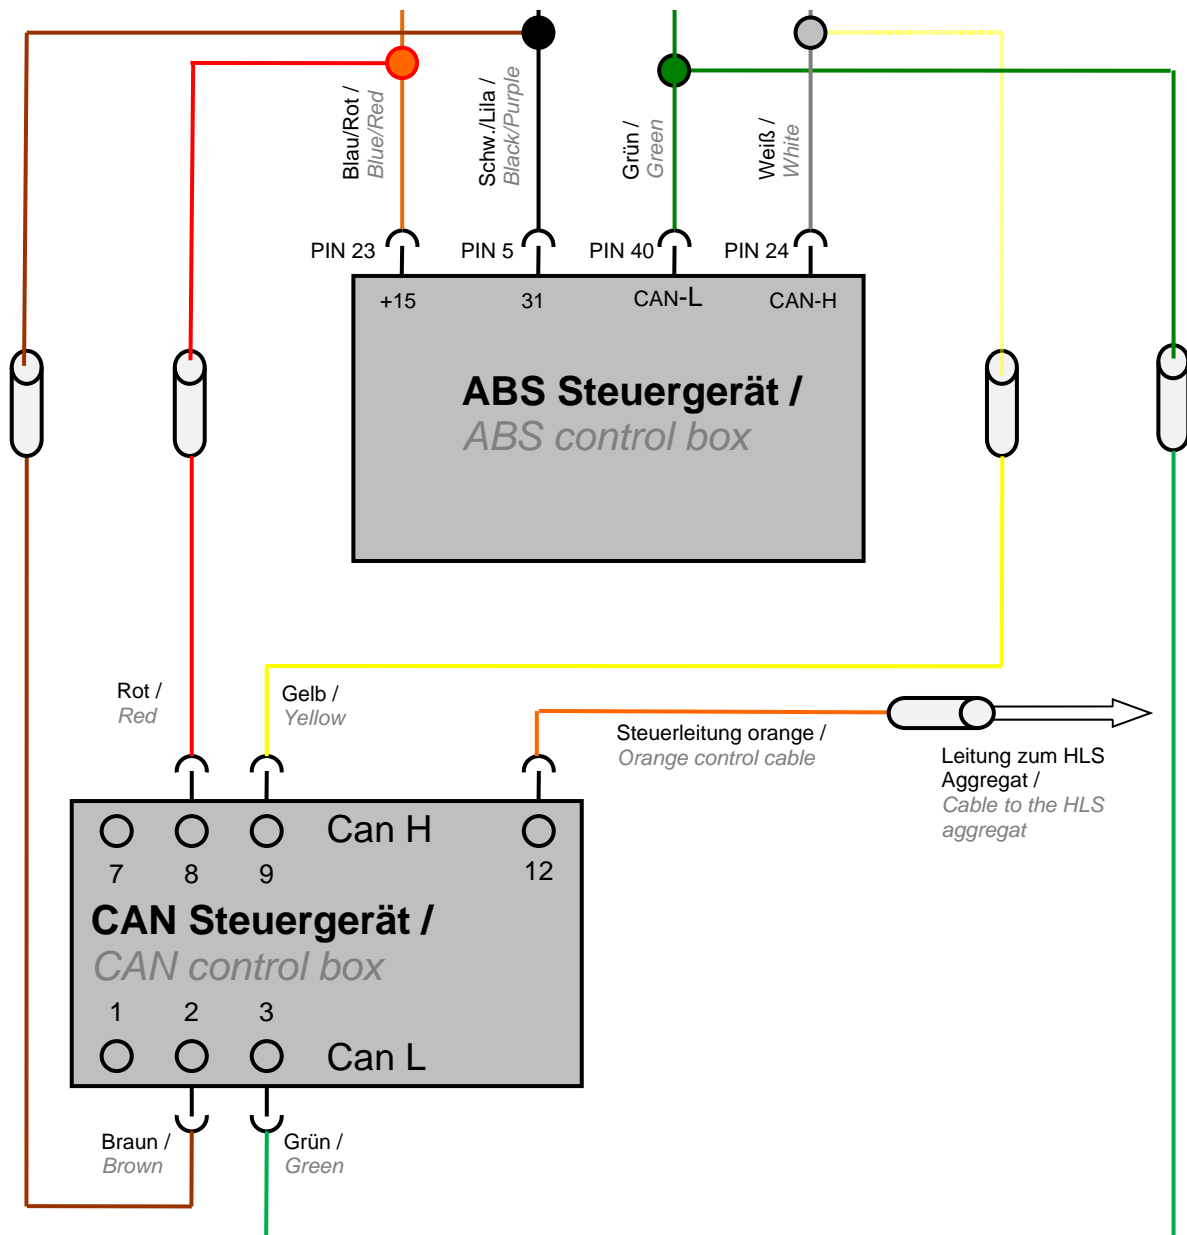 Blau/Rot /
Blue/Red
Schw./Lila /
Black/Purple
Grün /
Green
Weiß /
White
PIN 23
PIN 5
PIN 40
PIN 24
+15
31
CAN-L
CAN-H
ABS Steuergerät /
ABS control box
Rot /
Red
Gelb /
Yellow
Steuerleitung orange /
Orange control cable
Leitung zum HLS
Aggregat /
Cable to the HLS
aggregat
Can H
7
8
9
12
CAN Steuergerät /
CAN control box
1
2
3
Can L
Braun /
Brown
Grün /
Green